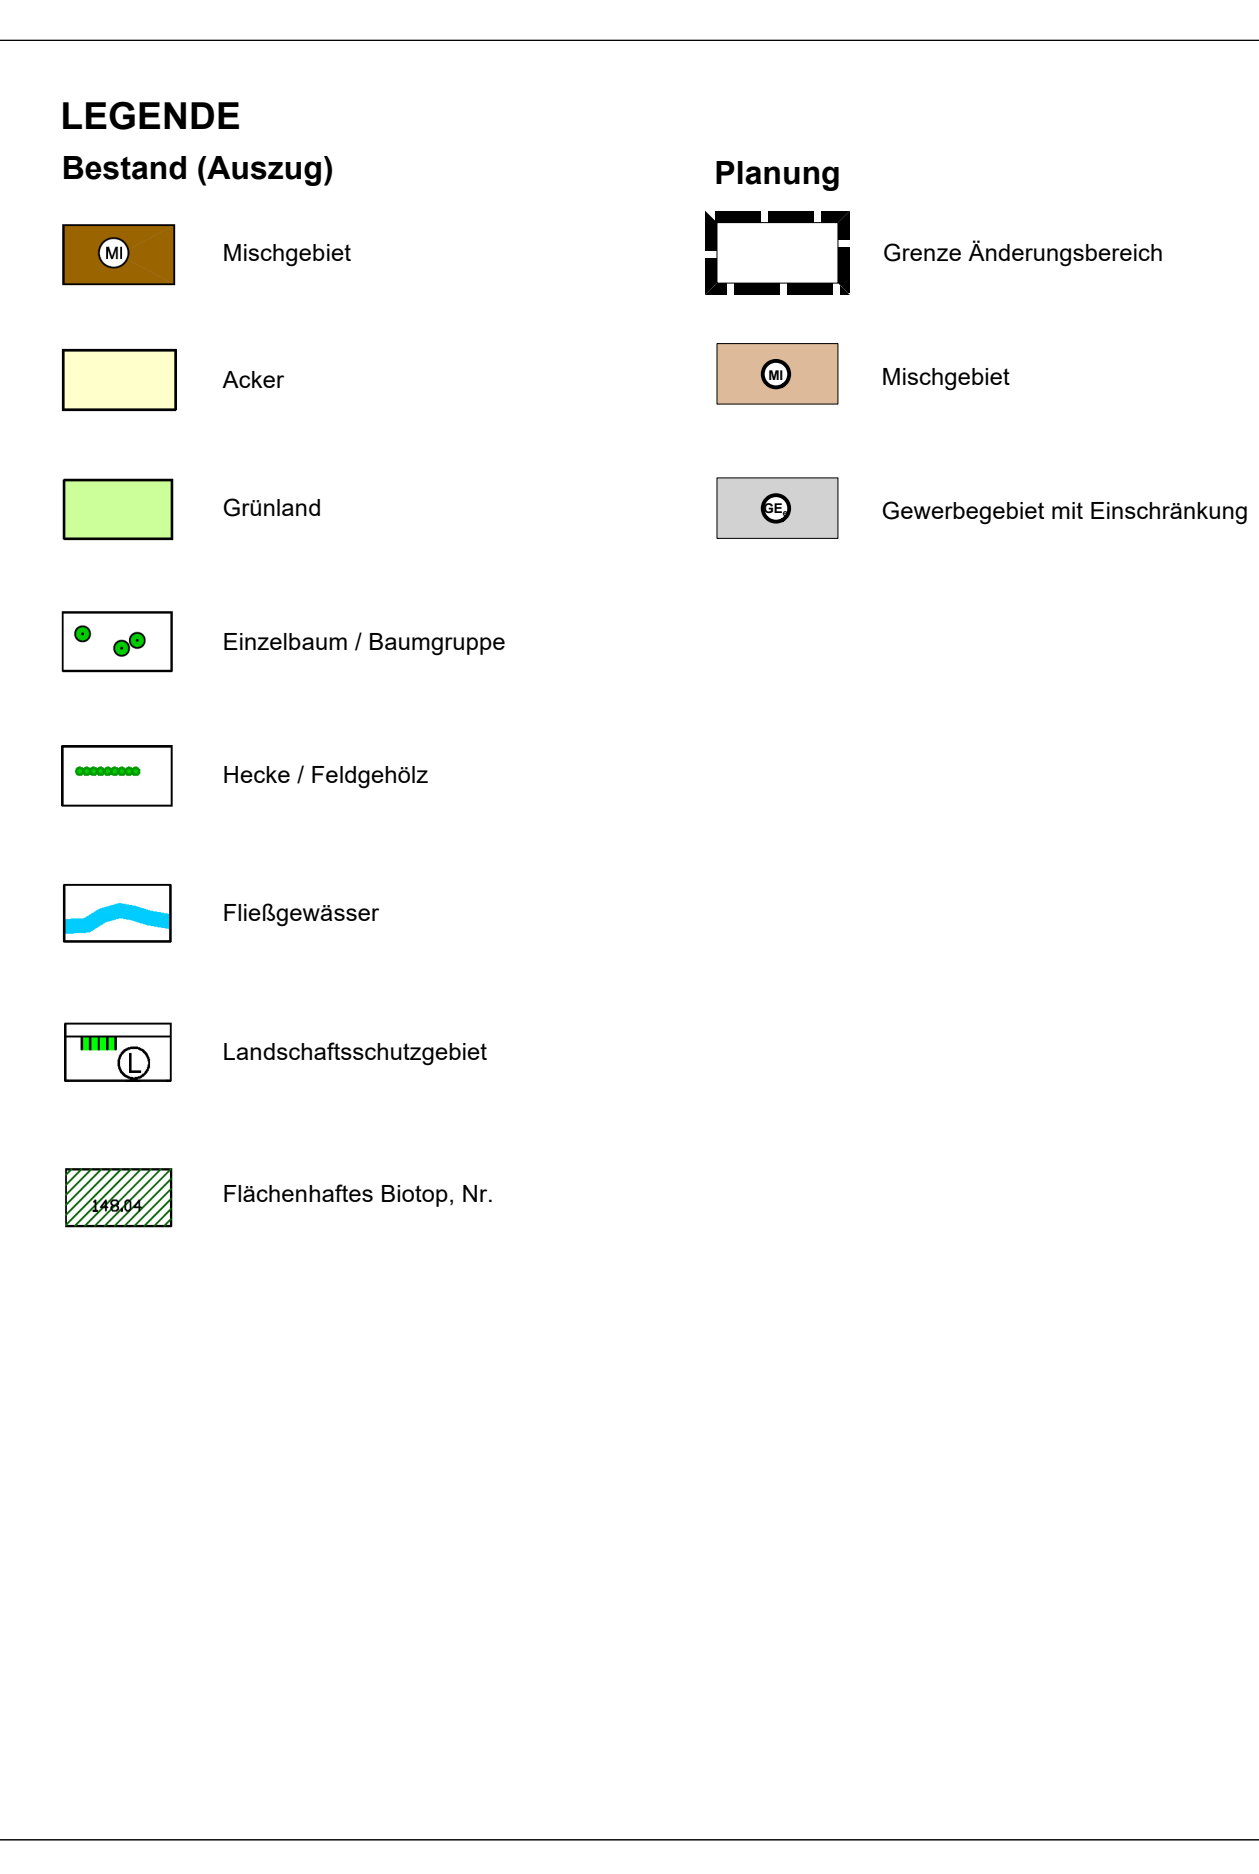 LEGENDE
Bestand (Auszug)
MI Mischgebiet
Acker
Grünland
Einzelbaum / Baumgruppe
Hecke / Feldgehölz
Fließgewässer
L Landschaftsschutzgebiet
148.04 Flächenhaftes Biotop, Nr.
Planung
Grenze Änderungsbereich
MI Mischgebiet
GEe Gewerbegebiet mit Einschränkung